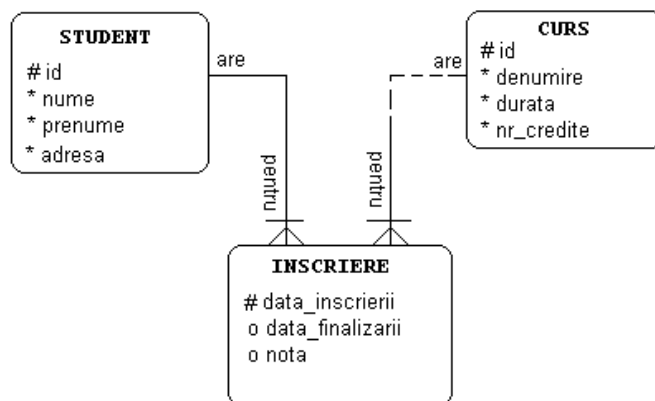 STUDENT
# id
* nume
* prenume
* adresa
are
pentru
CURS
# id
* denumire
* durata
* nr_credite
are
pentru
INSCRIERE
# data_inscrierii
o data_finalizarii
o nota